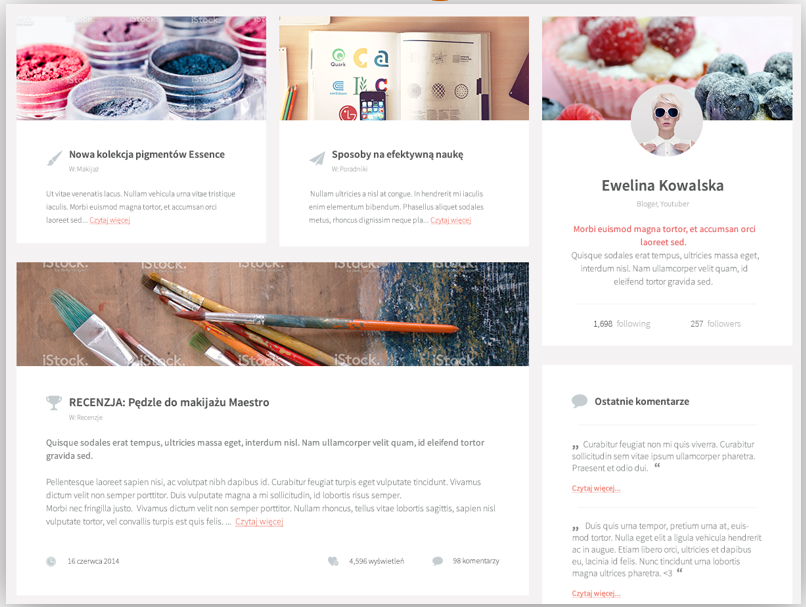 iStock.
iStock.
Quark
LG
Nowa kolekcja pigmentów Essence
W: Makijaż
Ut vitae venenatis lacus. Nullam vehicula urna vitae tristique
iaculis. Morbi euismod magna tortor, et accumsan orci
laoreet sed... Czytaj więcej
Sposoby na efektywną naukę
W: Poradniki
Nullam ultricies a nisl at congue. In hendrerit mi iaculis
enim elementum bibendum. Phasellus aliquet sodales
metus, rhoncus dignissim neque pla... Czytaj więcej
iStock.
iStock.
iStock.
iStock.
RECENZJA: Pędzle do makijażu Maestro
W: Recenzje
Quisque sodales erat tempus, ultricies massa eget, interdum nisl. Nam ullamcorper velit quam, id eleifend tortor
gravida sed.
Pellentesque laoreet sapien nisi, ac volutpat nibh dapibus id. Curabitur feugiat turpis eget vulputate tincidunt. Vivamus
dictum velit non semper porttitor. Duis vulputate magna a mi sollicitudin, id lobortis risus semper.
Morbi nec fringilla justo. Vivamus dictum velit non semper porttitor. Nullam rhoncus, tellus vitae lobortis sagittis, sapien nisl
vulputate tortor, vel convallis turpis est quis felis. ... Czytaj więcej
16 czerwca 2014
4,596 wyświetleń
98 komentarzy
Ewelina Kowalska
Bloger, Youtuber
Morbi euismod magna tortor, et accumsan orci
laoreet sed.
Quisque sodales erat tempus, ultricies massa eget,
interdum nisl. Nam ullamcorper velit quam, id
eleifend tortor gravida sed.
1,698 following
257 followers
Ostatnie komentarze
„ Curabitur feugiat non mi quis viverra. Curabitur
sollicitudin sem vitae ipsum ullamcorper pharetra.
Praesent et odio dui. “
Czytaj więcej...
„ Duis quis urna tempor, pretium urna at, euis-
mod tortor. Nulla eget elit a ligula vehicula hendrerit
ac in augue. Etiam libero orci, ultricies et dapibus
eu, lacinia id felis. Nunc tincidunt urna lobortis
magna ultrices pharetra. <3 “
Czytaj więcej...